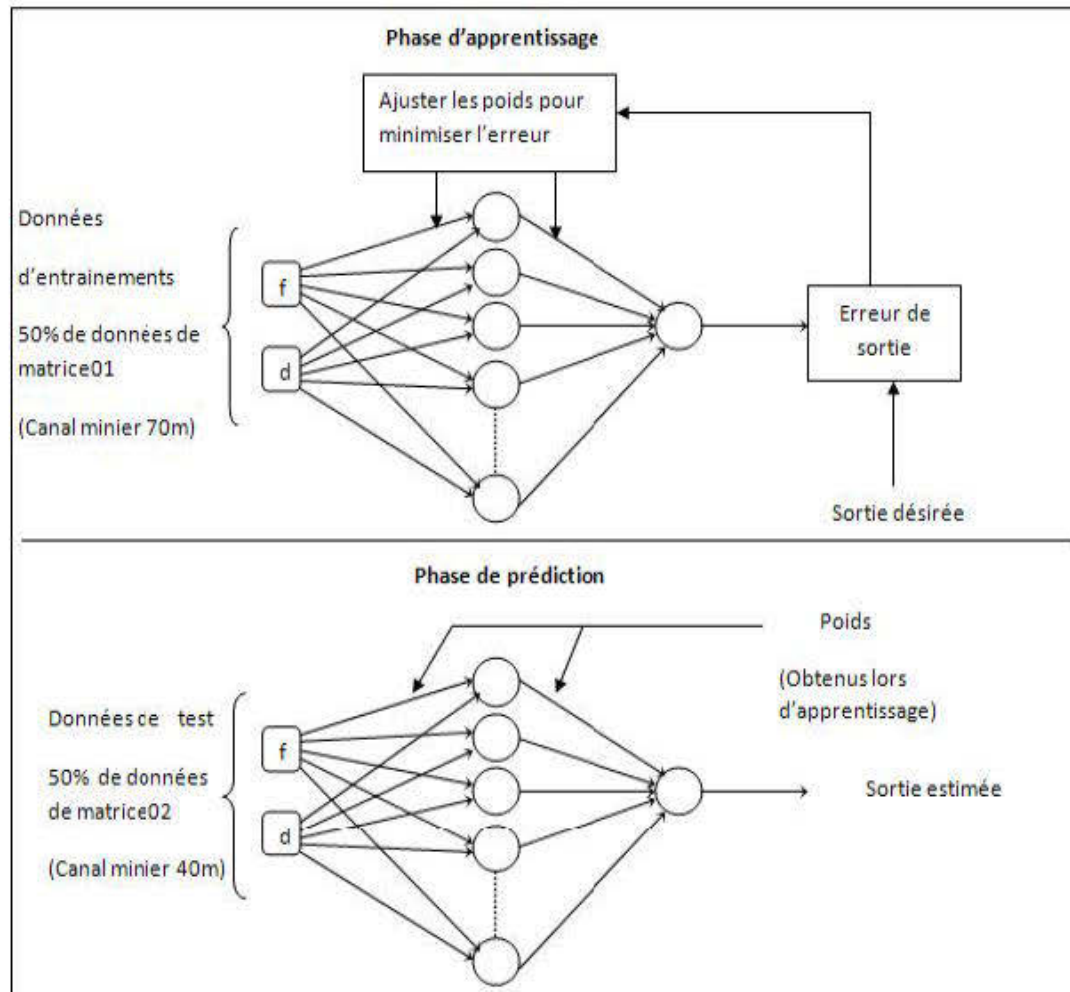 Phase d'apprentissage
Ajuster les poids pour
minimiser l'erreur
Données
d'entrainements
50% de données de
matrice01
(Canal minier 70m)
f
d
Erreur de
sortie
Sortie désirée
Phase de prédiction
Poids
(Obtenus lors
d'apprentissage)
Données ce test
50% de données
de matrice02
(Canal minier 40m)
f
d
Sortie estimée